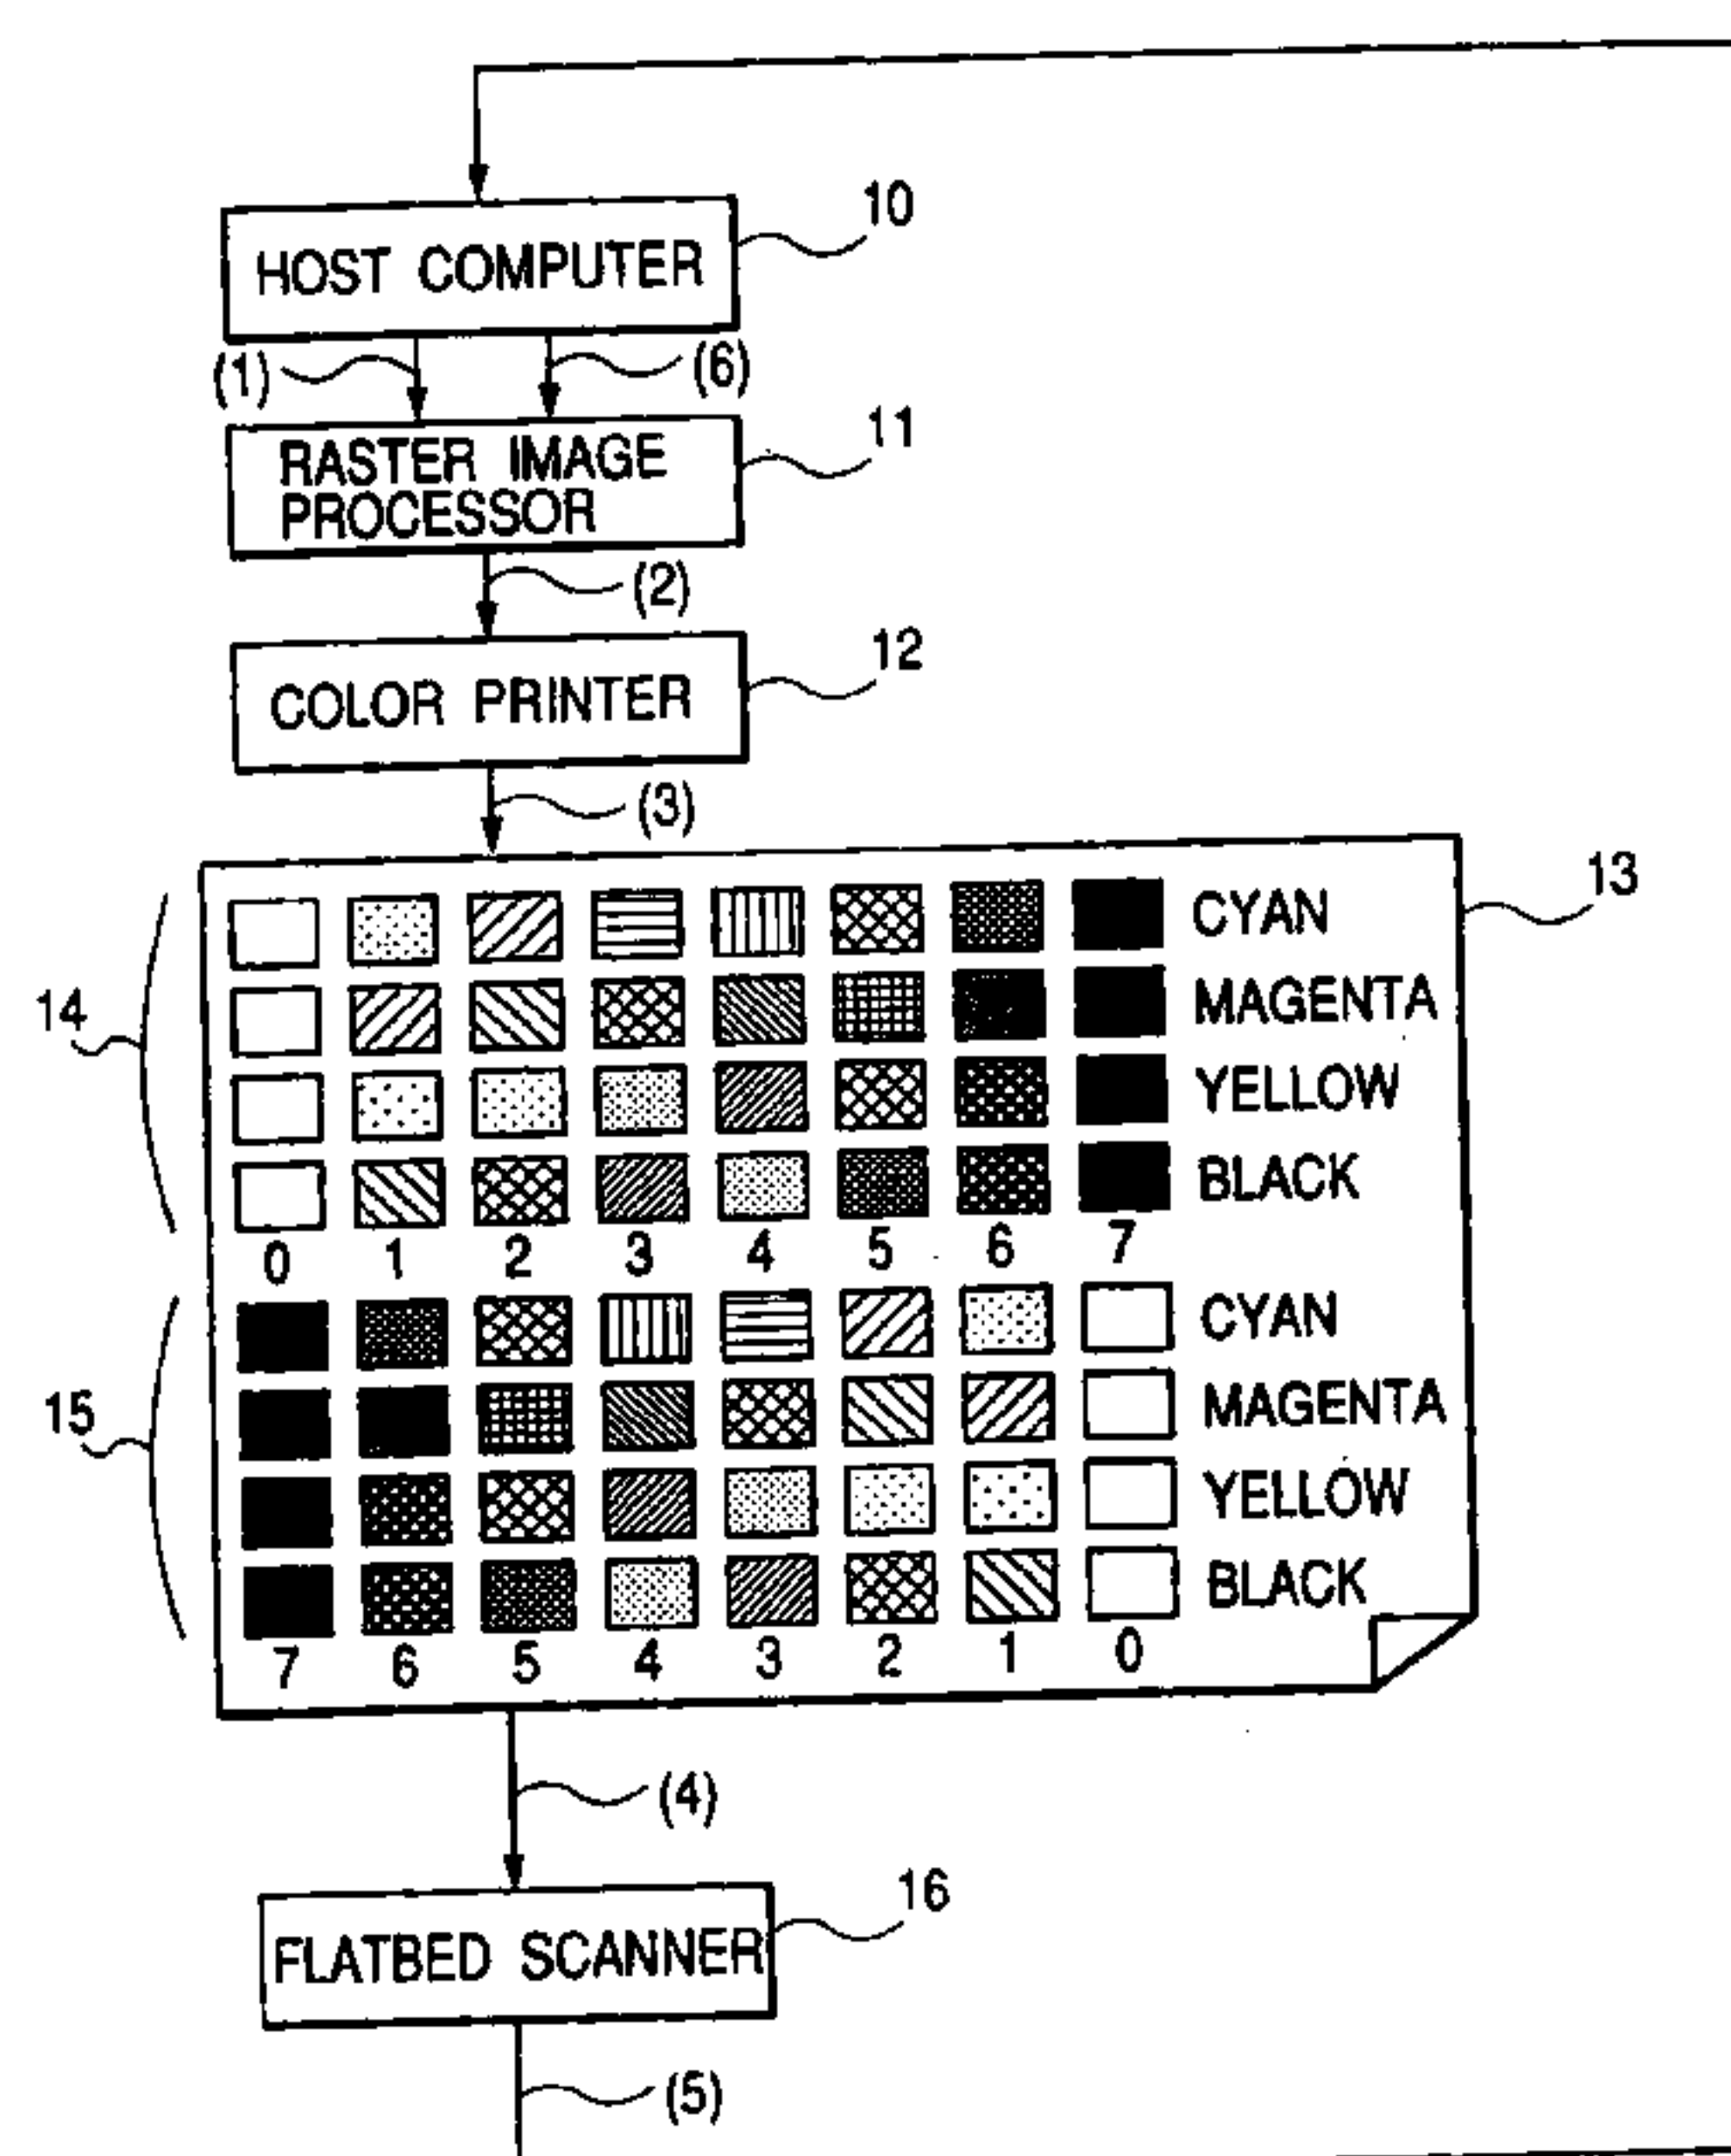 10
HOST COMPUTER
(1)
(6)
11
RASTER IMAGE
PROCESSOR
(2)
12
COLOR PRINTER
(3)
13
CYAN
14
MAGENTA
YELLOW
BLACK
0 1 2 3 4 5 6 7
CYAN
15
MAGENTA
YELLOW
BLACK
7 6 5 4 3 2 1 0
(4)
16
FLATBED SCANNER
(5)